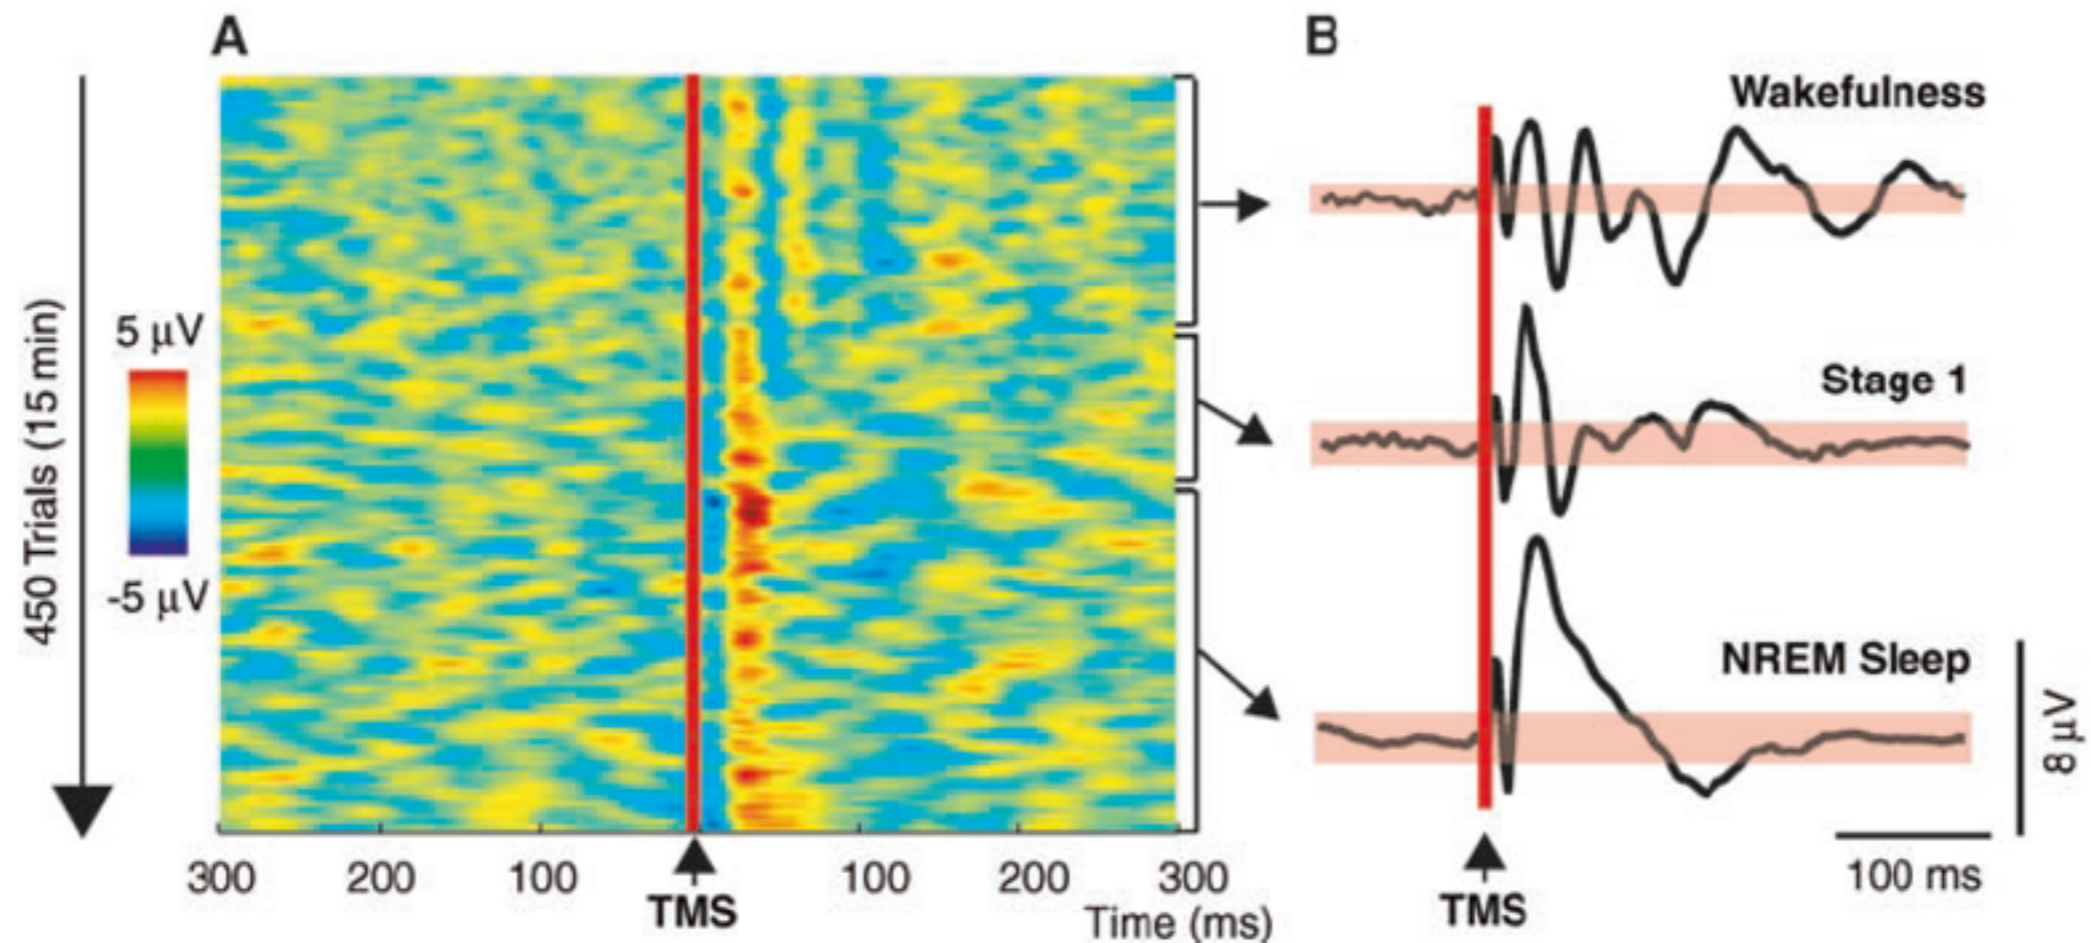 A
B
Wakefulness
Stage 1
NREM Sleep
450 Trials (15 min)
5 µV
-5 µV
8 µV
300 200 100 100 200 300
TMS
Time (ms)
100 ms
TMS